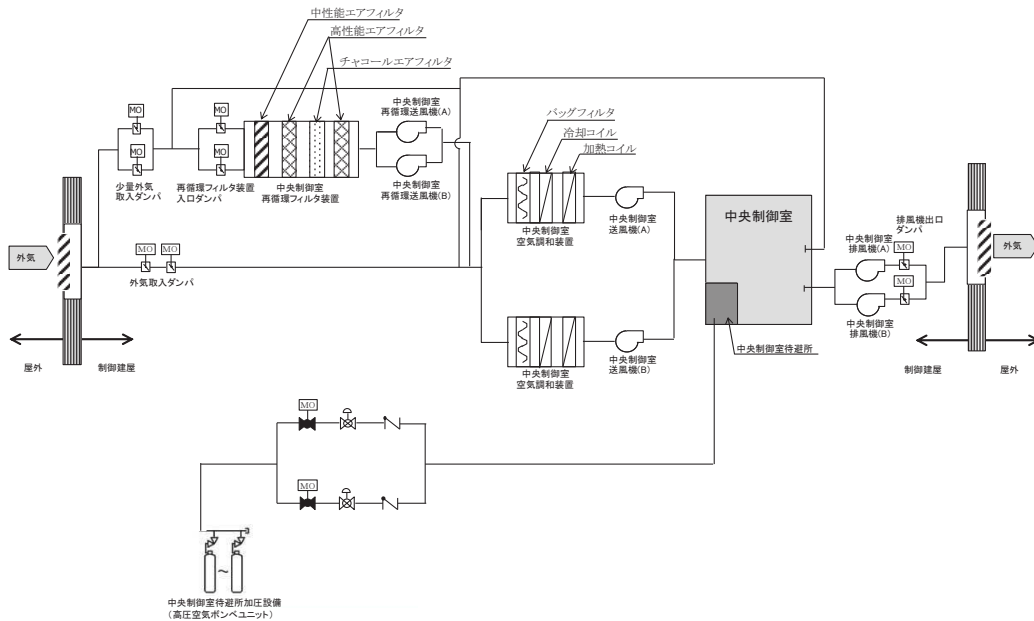 中性能エアフィルタ
高性能エアフィルタ
チャコールエアフィルタ
MO
MO
MO
MO
中央制御室
再循環送風機(A)
中央制御室
再循環送風機(B)
少量外気
取入ダンパ
再循環フィルタ装置
入口ダンパ
中央制御室
再循環フィルタ装置
バッグフィルタ
冷却コイル
加熱コイル
中央制御室
空気調和装置
中央制御室
送風機(A)
中央制御室
排風機出口
ダンパ
中央制御室
排風機(A)
MO
MO
中央制御室
排風機(B)
外気
外気
MO
MO
外気取入ダンパ
中央制御室
空気調和装置
中央制御室
送風機(B)
中央制御室待避所
屋外
制御建屋
制御建屋
屋外
MO
MO
~
中央制御室待避所加圧設備
(高圧空気ボンベユニット)